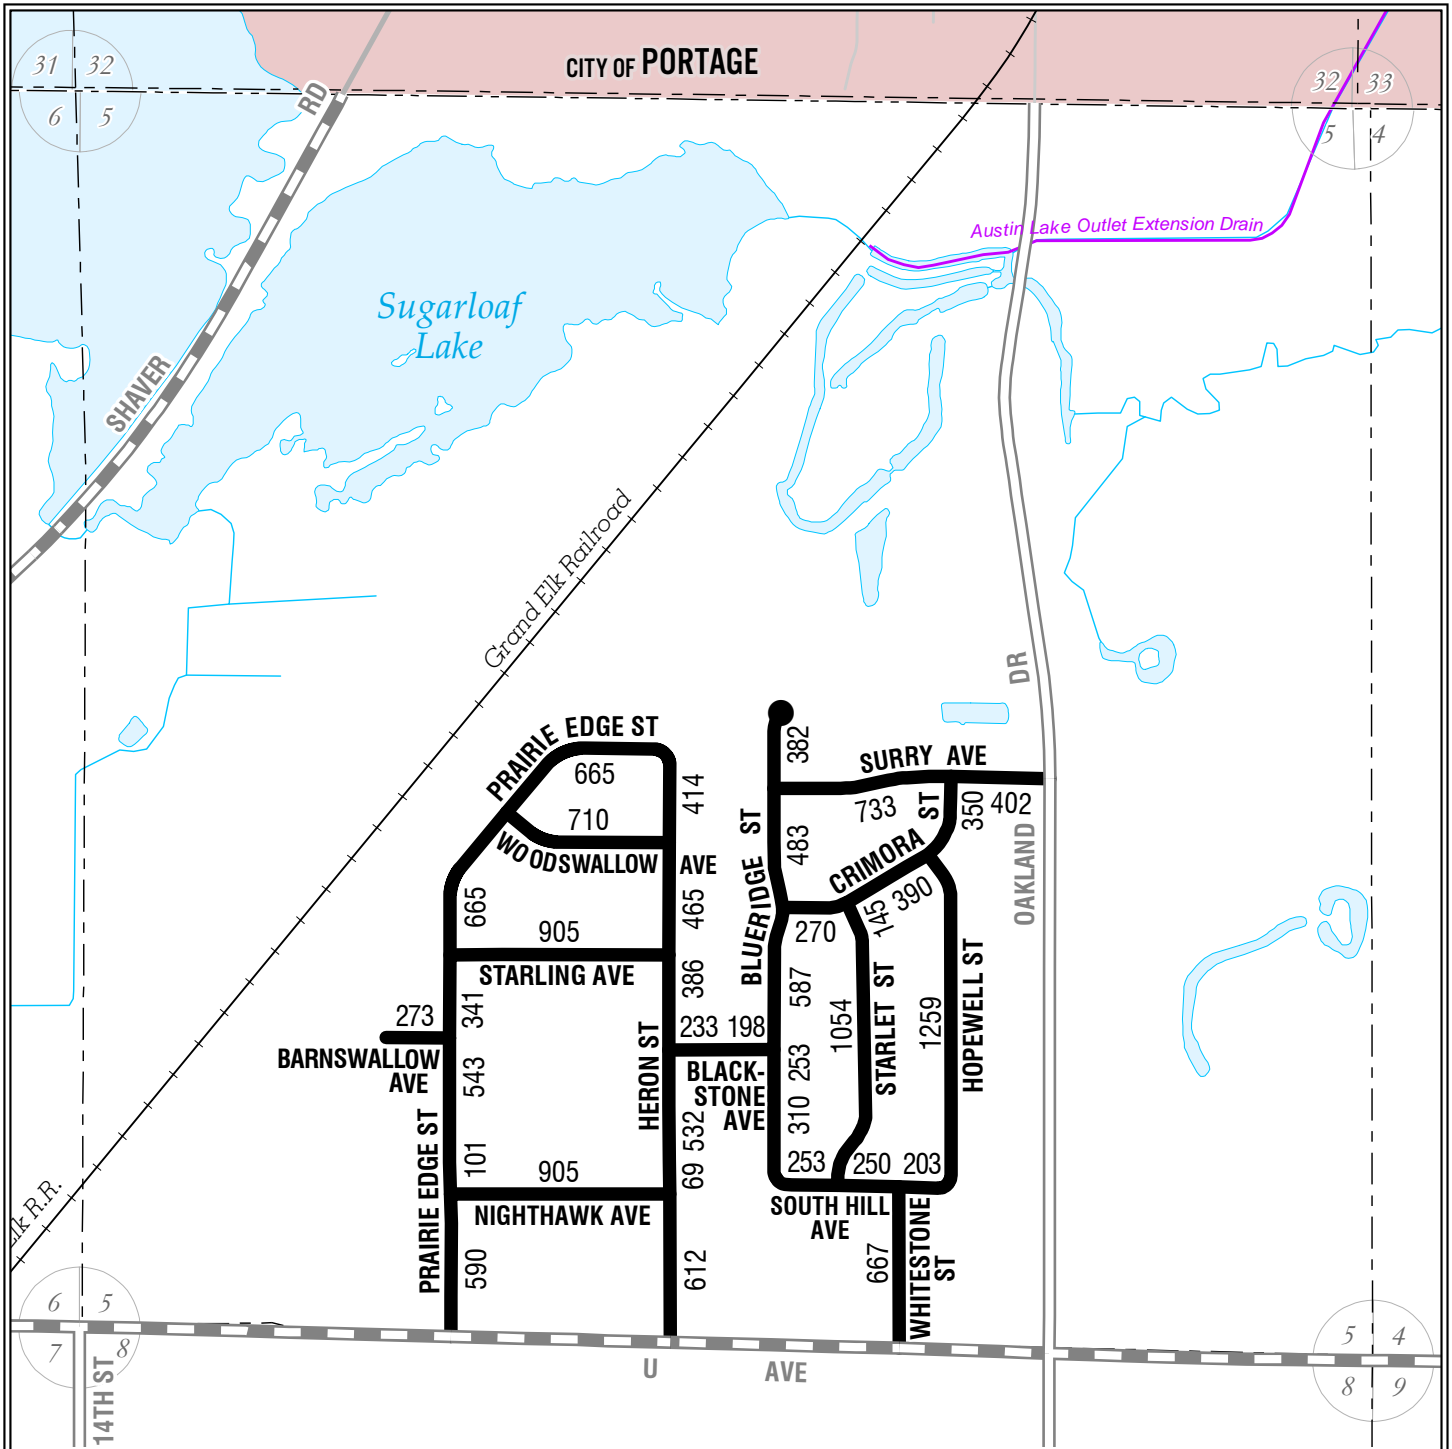 CITY OF PORTAGE
31 32
6 5
32 33
5 4
SHAVER RD
Austin Lake Outlet Extension Drain
Sugarloaf
Lake
Grand Elk Railroad
DR
OAKLAND
PRAIRIE EDGE ST
665
414
710
WOODSWALLOW AVE
665
465
905
STARLING AVE
386
341
273
BARNSWALLOW
AVE
543
HERON ST
233 198
BLACK-
STONE
AVE
532
69
101
905
NIGHTHAWK AVE
PRAIRIE EDGE ST
590
612
382
SURRY AVE
733
402
350
CRIMORA ST
BLUERIDGE ST
483
390
145
270
587
253
310
1054
STARLET ST
1259
HOPEWELL ST
253 250 203
SOUTH HILL
AVE
667
WHITESTONE
ST
lk R.R.
6 5
7 8
14TH ST
U AVE
5 4
8 9